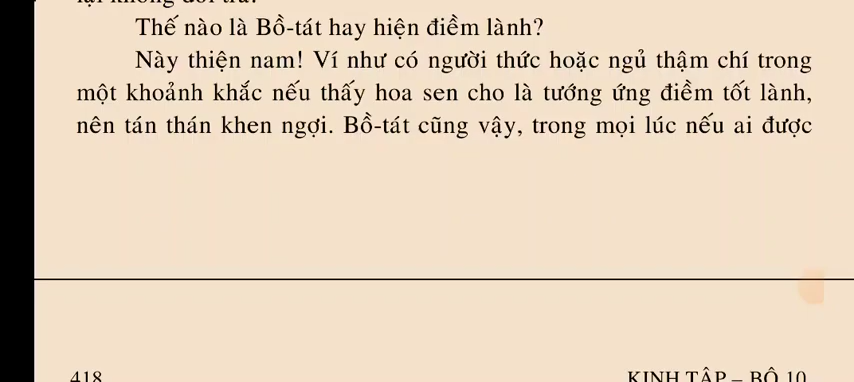 Thế nào là Bồ-tát hay hiện điềm lành?
Này thiện nam! Ví như có người thức hoặc ngủ thậm chí trong
một khoảnh khắc nếu thấy hoa sen cho là tướng ứng điềm tốt lành,
nên tán thán khen ngợi. Bồ-tát cũng vậy, trong mọi lúc nếu ai được
418 KINH TẬP – BỘ 10